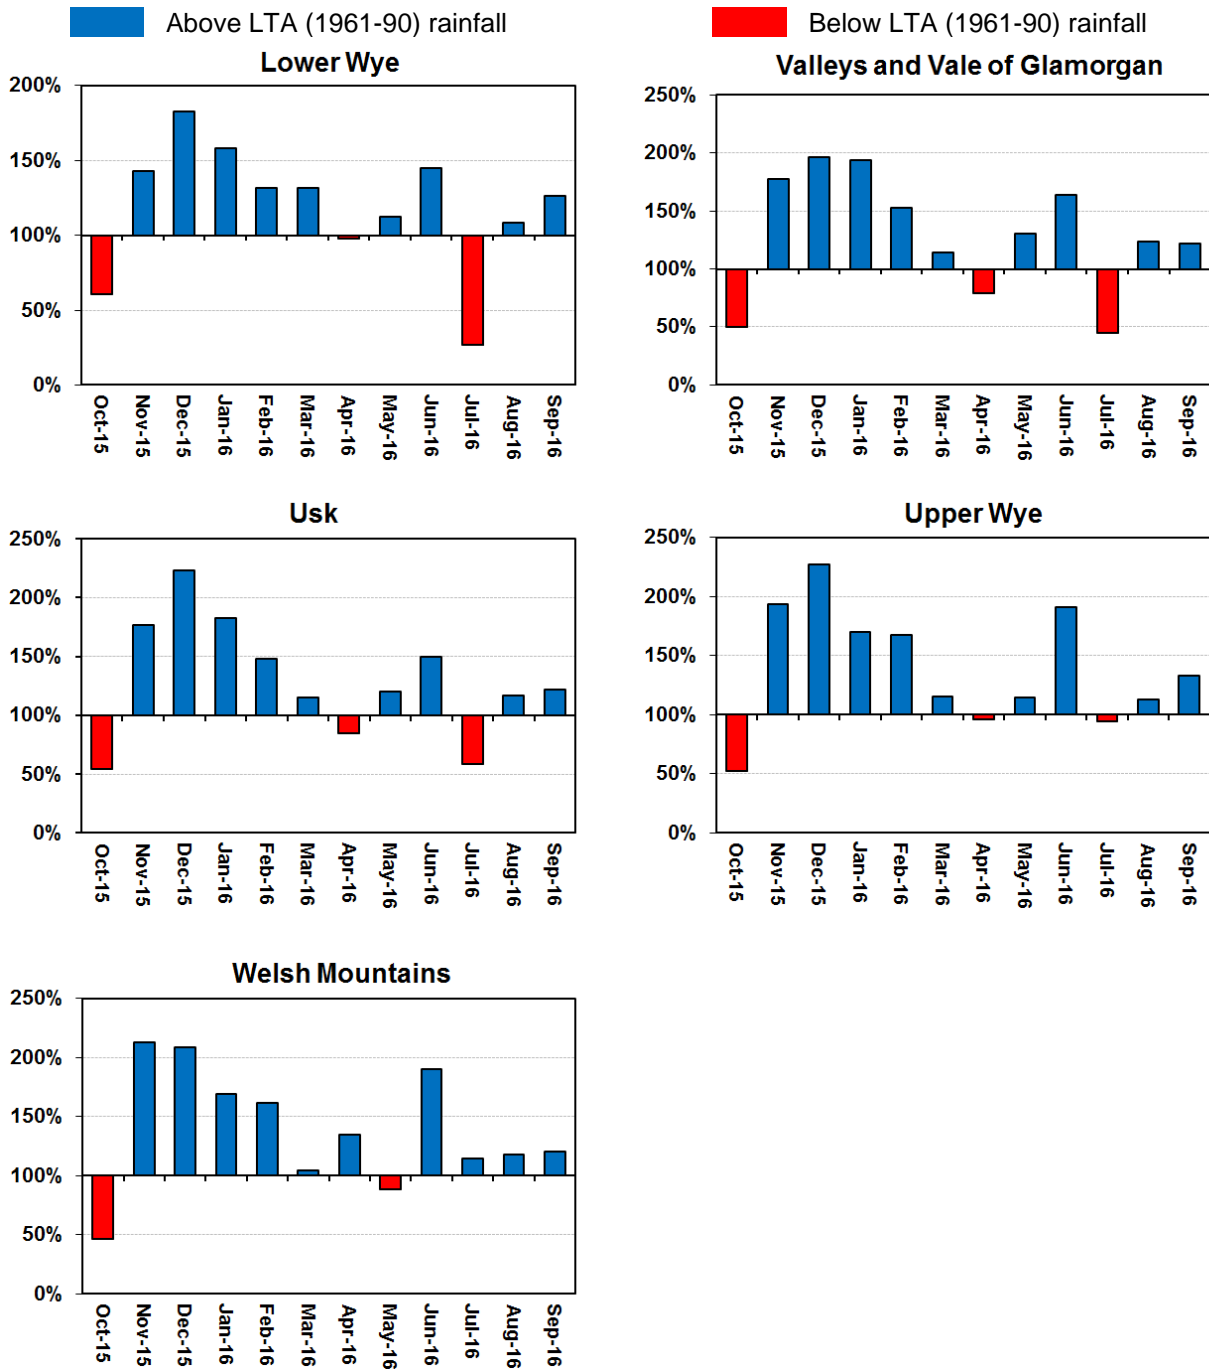 Above LTA (1961-90) rainfall
Below LTA (1961-90) rainfall
Lower Wye
200%
150%
100%
50%
0%
Oct-15
Nov-15
Dec-15
Jan-16
Feb-16
Mar-16
Apr-16
May-16
Jun-16
Jul-16
Aug-16
Sep-16
Valleys and Vale of Glamorgan
250%
200%
150%
100%
50%
0%
Oct-15
Nov-15
Dec-15
Jan-16
Feb-16
Mar-16
Apr-16
May-16
Jun-16
Jul-16
Aug-16
Sep-16
Usk
250%
200%
150%
100%
50%
0%
Oct-15
Nov-15
Dec-15
Jan-16
Feb-16
Mar-16
Apr-16
May-16
Jun-16
Jul-16
Aug-16
Sep-16
Upper Wye
250%
200%
150%
100%
50%
0%
Oct-15
Nov-15
Dec-15
Jan-16
Feb-16
Mar-16
Apr-16
May-16
Jun-16
Jul-16
Aug-16
Sep-16
Welsh Mountains
250%
200%
150%
100%
50%
0%
Oct-15
Nov-15
Dec-15
Jan-16
Feb-16
Mar-16
Apr-16
May-16
Jun-16
Jul-16
Aug-16
Sep-16